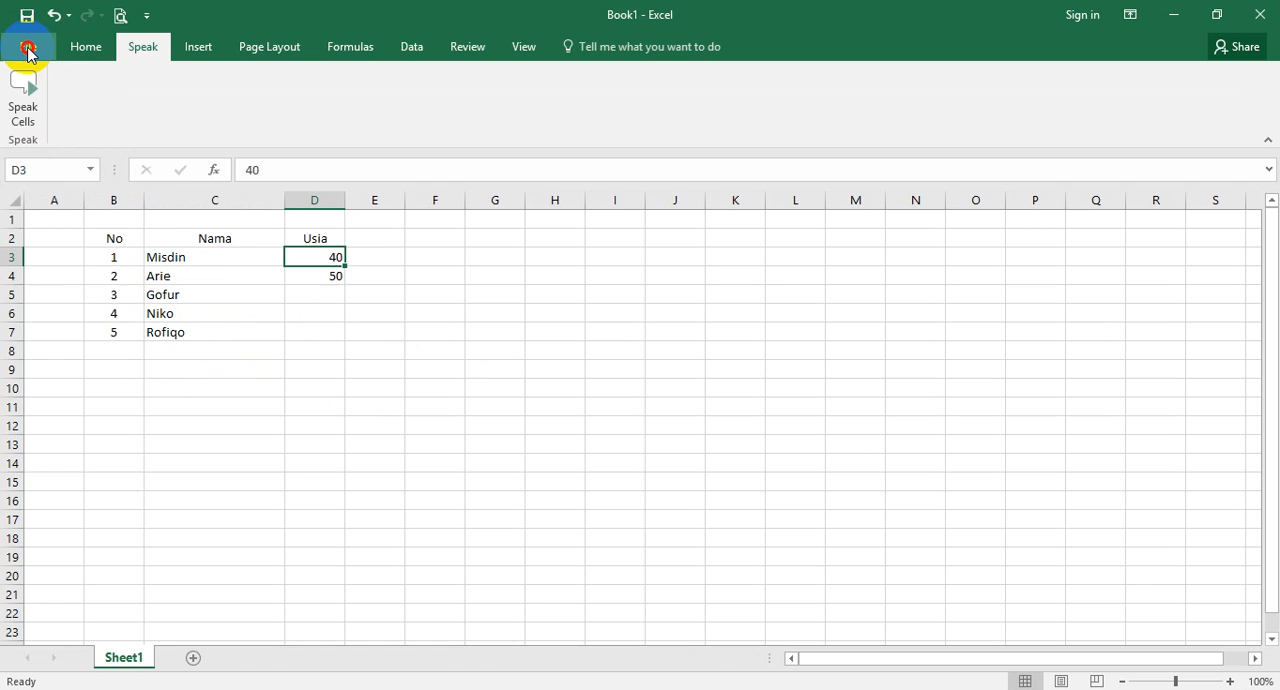 Book1 - Excel
Sign in
Home Speak Insert Page Layout Formulas Data Review View Tell me what you want to do Share
Speak
Cells
Speak
D3 fx 40
A B C D E F G H I J K L M N O P Q R S
1
2 No Nama Usia
3 1 Misdin 40
4 2 Arie 50
5 3 Gofur
6 4 Niko
7 5 Rofiqo
8
9
10
11
12
13
14
15
16
17
18
19
20
21
22
23
Sheet1
Ready 100%